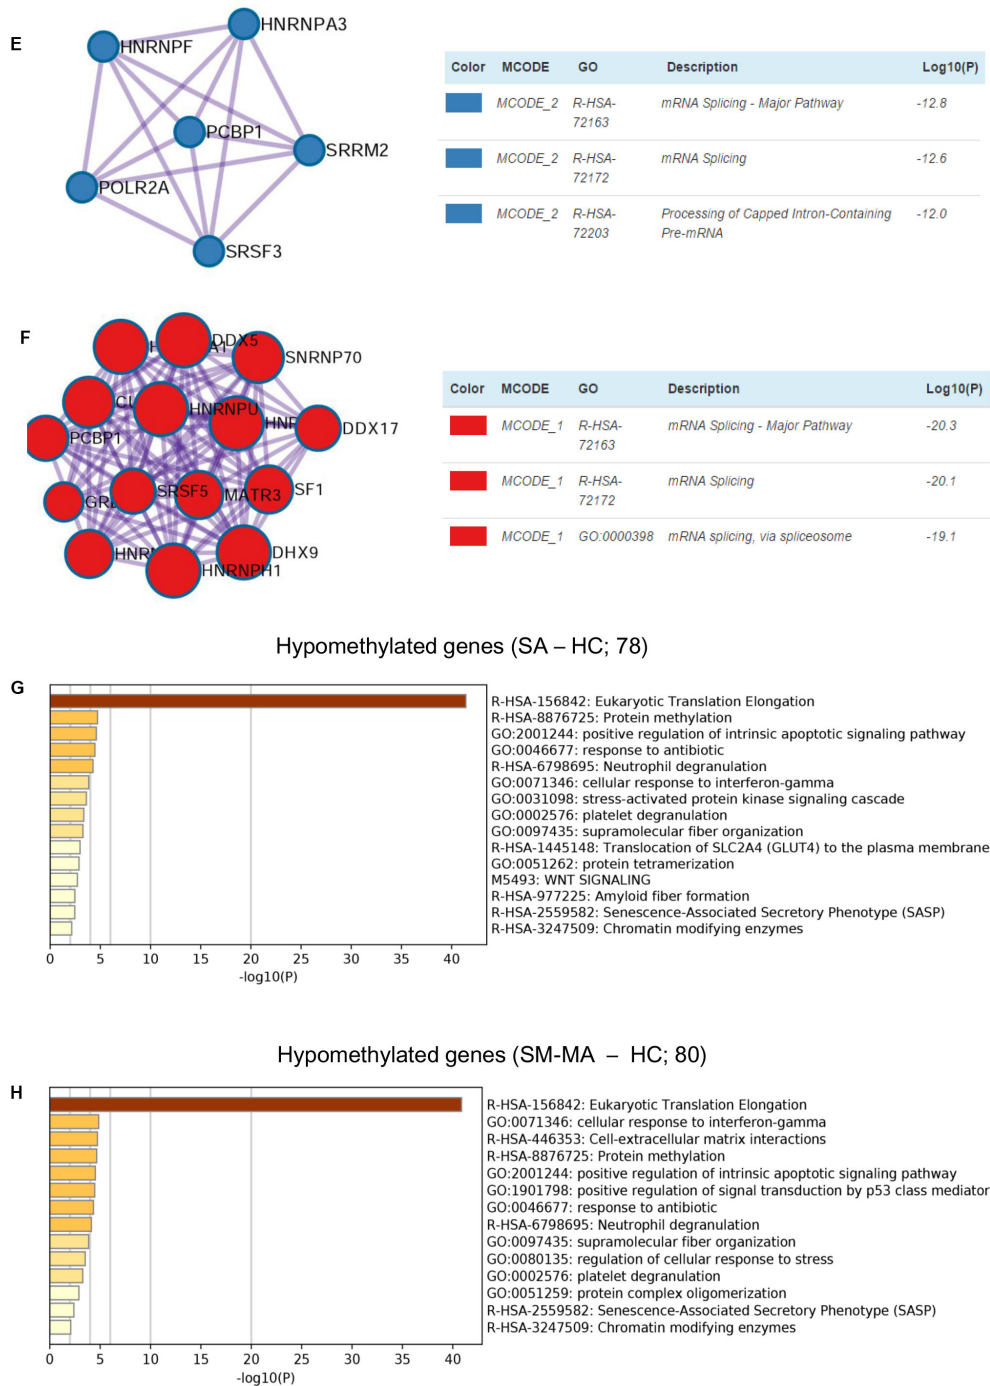 E
HNRNPA3
HNRNPF
PCBP1
SRRM2
POLR2A
SRSF3
Color MCODE GO Description Log10(P)
MCODE_2 R-HSA-72163 mRNA Splicing - Major Pathway -12.8
MCODE_2 R-HSA-72172 mRNA Splicing -12.6
MCODE_2 R-HSA-72203 Processing of Capped Intron-Containing Pre-mRNA -12.0
F
DDX5
SNRNP70
HNRNPU
DDX17
PCBP1
SRSF5
MATR3
SF1
DHX9
HNRNPH1
Color MCODE GO Description Log10(P)
MCODE_1 R-HSA-72163 mRNA Splicing - Major Pathway -20.3
MCODE_1 R-HSA-72172 mRNA Splicing -20.1
MCODE_1 GO:0000398 mRNA splicing, via spliceosome -19.1
Hypomethylated genes (SA – HC; 78)
G
R-HSA-156842: Eukaryotic Translation Elongation
R-HSA-8876725: Protein methylation
GO:2001244: positive regulation of intrinsic apoptotic signaling pathway
GO:0046677: response to antibiotic
R-HSA-6798695: Neutrophil degranulation
GO:0071346: cellular response to interferon-gamma
GO:0031098: stress-activated protein kinase signaling cascade
GO:0002576: platelet degranulation
GO:0097435: supramolecular fiber organization
R-HSA-1445148: Translocation of SLC2A4 (GLUT4) to the plasma membrane
GO:0051262: protein tetramerization
M5493: WNT SIGNALING
R-HSA-977225: Amyloid fiber formation
R-HSA-2559582: Senescence-Associated Secretory Phenotype (SASP)
R-HSA-3247509: Chromatin modifying enzymes
0 5 10 15 20 25 30 35 40
-log10(P)
Hypomethylated genes (SM-MA – HC; 80)
H
R-HSA-156842: Eukaryotic Translation Elongation
GO:0071346: cellular response to interferon-gamma
R-HSA-446353: Cell-extracellular matrix interactions
R-HSA-8876725: Protein methylation
GO:2001244: positive regulation of intrinsic apoptotic signaling pathway
GO:1901798: positive regulation of signal transduction by p53 class mediator
GO:0046677: response to antibiotic
R-HSA-6798695: Neutrophil degranulation
GO:0097435: supramolecular fiber organization
GO:0080135: regulation of cellular response to stress
GO:0002576: platelet degranulation
GO:0051259: protein complex oligomerization
R-HSA-2559582: Senescence-Associated Secretory Phenotype (SASP)
R-HSA-3247509: Chromatin modifying enzymes
0 5 10 15 20 25 30 35 40
-log10(P)